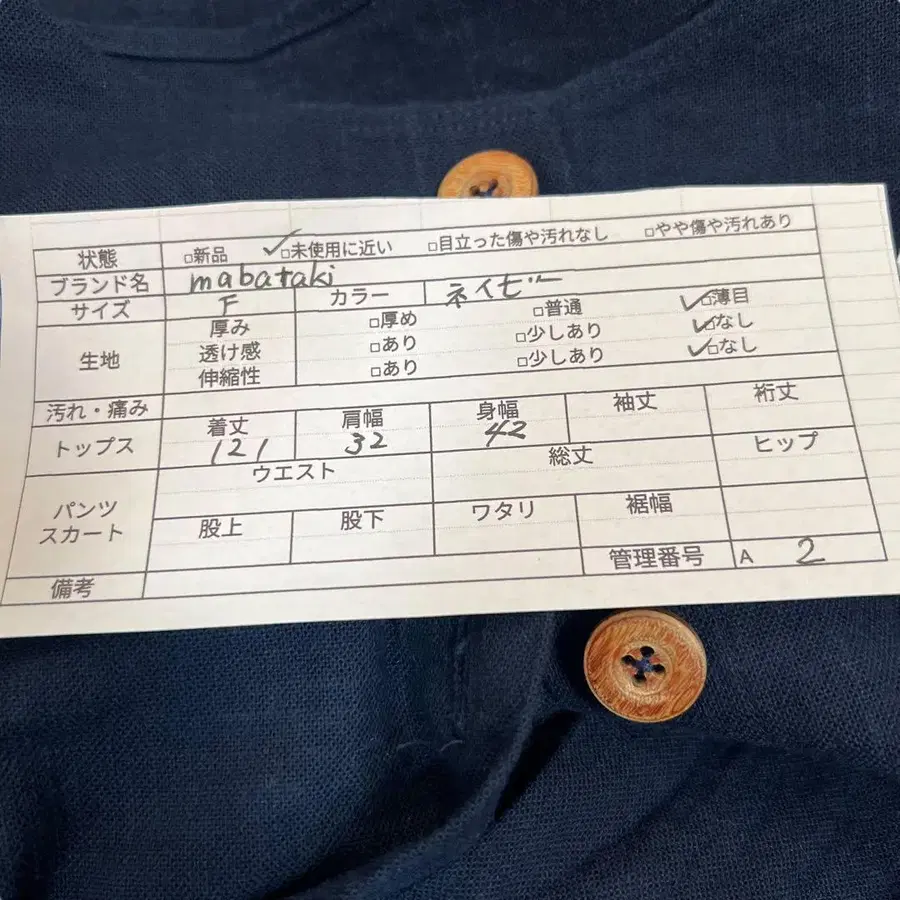 状態 □新品 ✓□未使用に近い □目立った傷や汚れなし □やや傷や汚れあり
ブランド名 mabataki
サイズ F カラー ネイビー
生地 厚み □厚め □普通 ✓□薄目
透け感 □あり □少しあり ✓□なし
伸縮性 □あり □少しあり ✓□なし
汚れ・痛み
トップス 着丈 肩幅 身幅 袖丈 裄丈
121 32 42
パンツ スカート ウエスト 総丈 ヒップ
股上 股下 ワタリ 裾幅
管理番号 A 2
備考